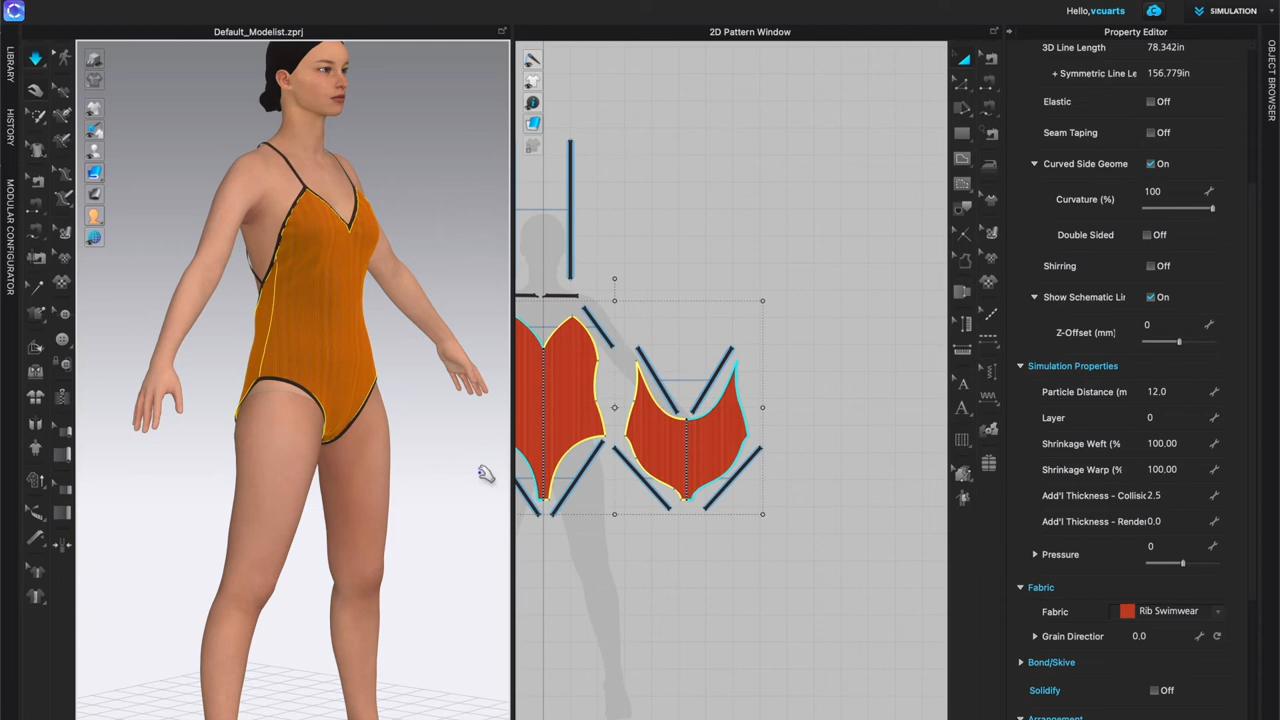 Hello, vcuarts
SIMULATION
Default_Modelist.zprj
2D Pattern Window
Property Editor
LIBRARY
HISTORY
MODULAR CONFIGURATOR
OBJECT BROWSER
3D Line Length 78.342in
+ Symmetric Line Le 156.779in
Elastic Off
Seam Taping Off
Curved Side Geome On
Curvature (%) 100
Double Sided Off
Shirring Off
Show Schematic Lir On
Z-Offset (mm) 0
Simulation Properties
Particle Distance (m 12.0
Layer 0
Shrinkage Weft (% 100.00
Shrinkage Warp (% 100.00
Add'l Thickness - Collisic 2.5
Add'l Thickness - Render 0.0
Pressure 0
Fabric
Fabric Rib Swimwear
Grain Direction 0.0
Bond/Skive
Solidify Off
Arrangement